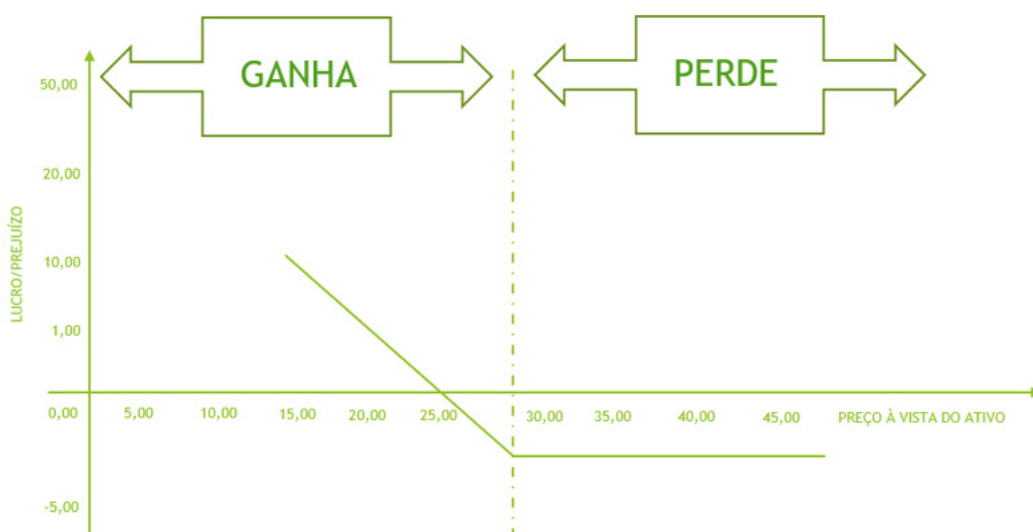 GANHA
PERDE
50,00
20,00
LUCRO/PREJUÍZO
10,00
1,00
0,00 5,00 10,00 15,00 20,00 25,00 30,00 35,00 40,00 45,00 PREÇO À VISTA DO ATIVO
-5,00